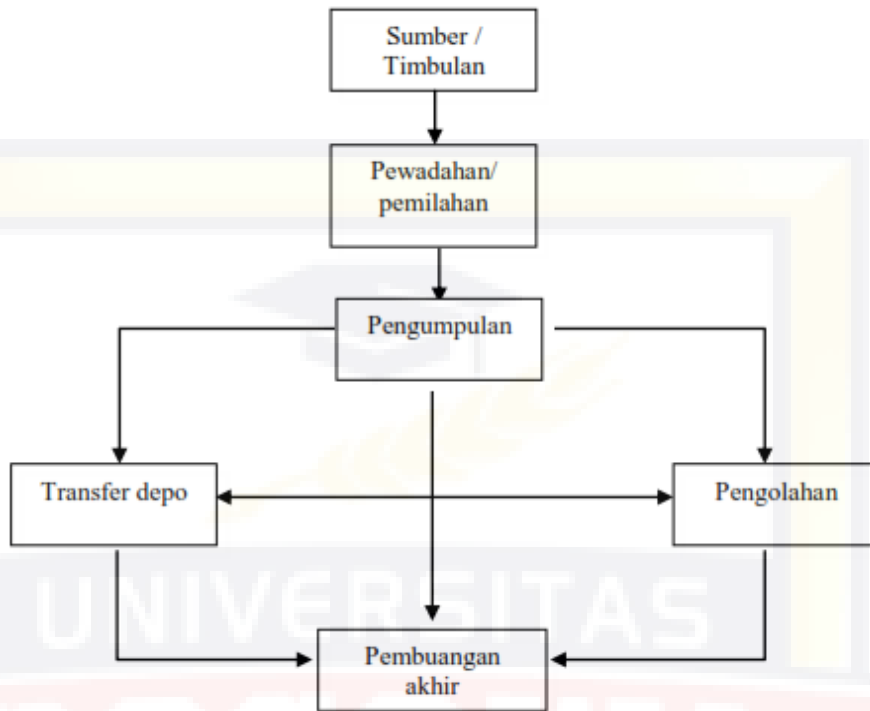 Sumber /
Timbulan
Pewadahan/
pemilahan
Pengumpulan
Transfer depo
Pengolahan
UNIVERSITAS
Pembuangan
akhir